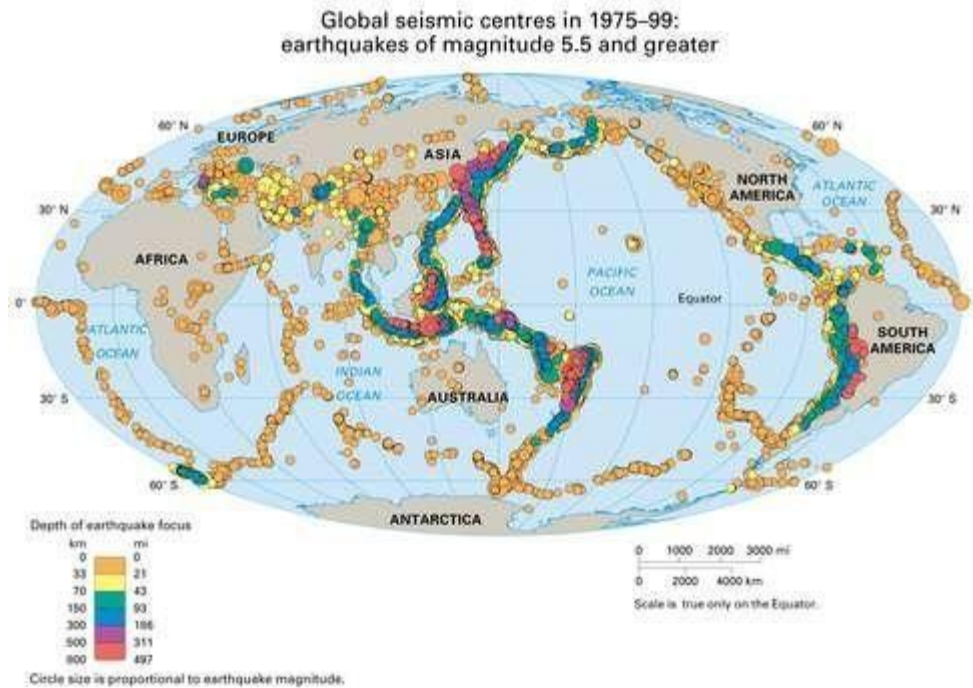 Global seismic centres in 1975–99:
earthquakes of magnitude 5.5 and greater
60° N
60° N
EUROPE
ASIA
NORTH
AMERICA
ATLANTIC
OCEAN
30° N
30° N
AFRICA
PACIFIC
OCEAN
0°
Equator
0°
ATLANTIC
OCEAN
SOUTH
AMERICA
INDIAN
OCEAN
AUSTRALIA
30° S
30° S
60° S
60° S
ANTARCTICA
Depth of earthquake focus
km mi
0 0
33 21
70 43
150 93
300 186
500 311
800 497
Circle size is proportional to earthquake magnitude.
0 1000 2000 3000 mi
0 2000 4000 km
Scale is true only on the Equator.